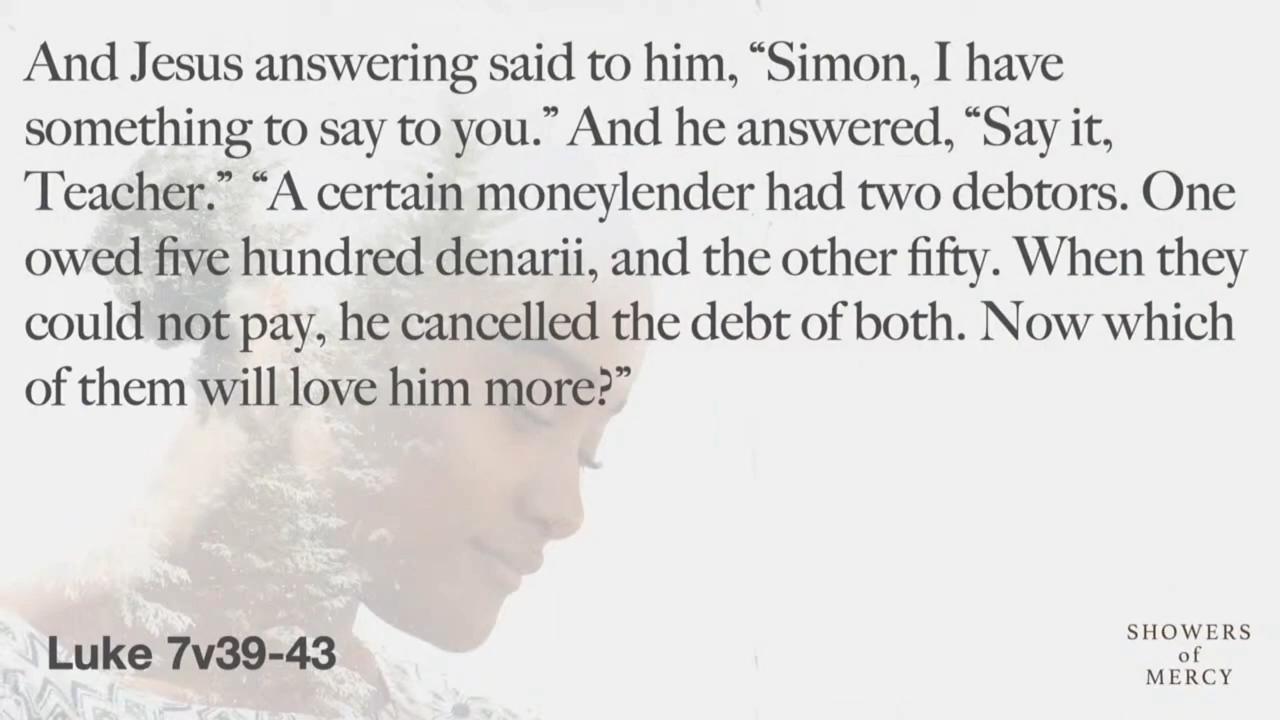 And Jesus answering said to him, “Simon, I have
something to say to you.” And he answered, “Say it,
Teacher.” “A certain moneylender had two debtors. One
owed five hundred denarii, and the other fifty. When they
could not pay, he cancelled the debt of both. Now which
of them will love him more?”
Luke 7v39-43
SHOWERS
of
MERCY